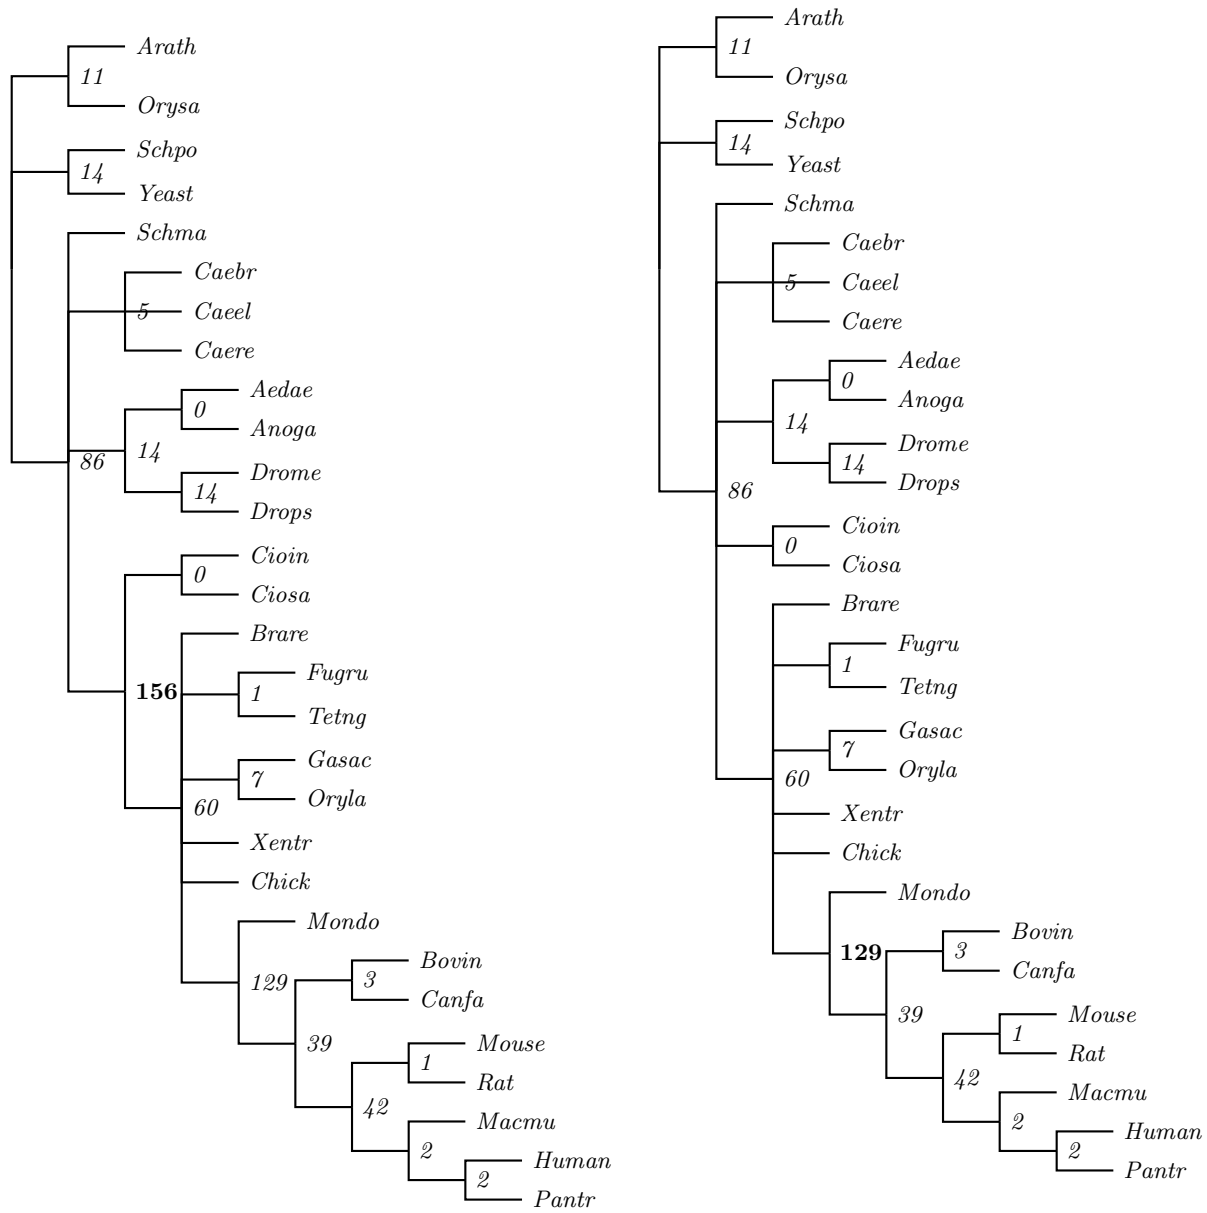 Arath
11
Orysa
Schpo
14
Yeast
Schma
Caebr
5
Caeel
Caere
Aedae
0
Anoga
14
86
Drome
14
Drops
Cioin
0
Ciosa
Brare
156
Fugru
1
Tetng
Gasac
7
Oryla
60
Xentr
Chick
Mondo
129
Bovin
3
Canfa
39
Mouse
1
Rat
42
Macmu
2
Human
2
Pantr
Arath
11
Orysa
Schpo
14
Yeast
Schma
Caebr
5
Caeel
Caere
Aedae
0
Anoga
14
Drome
14
Drops
86
Cioin
0
Ciosa
Brare
Fugru
1
Tetng
Gasac
7
Oryla
60
Xentr
Chick
Mondo
129
Bovin
3
Canfa
39
Mouse
1
Rat
42
Macmu
2
Human
2
Pantr